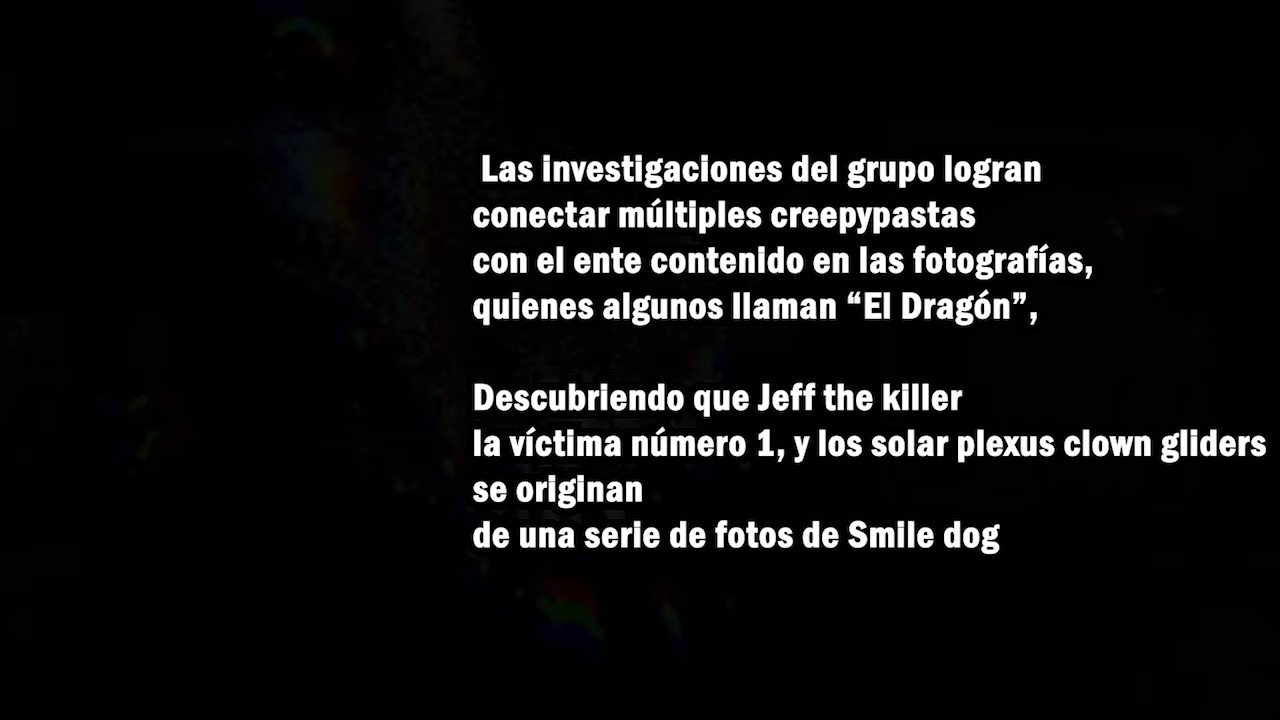 Las investigaciones del grupo logran
conectar múltiples creepypastas
con el ente contenido en las fotografías,
quienes algunos llaman “El Dragón”,
Descubriendo que Jeff the killer
la víctima número 1, y los solar plexus clown gliders
se originan
de una serie de fotos de Smile dog